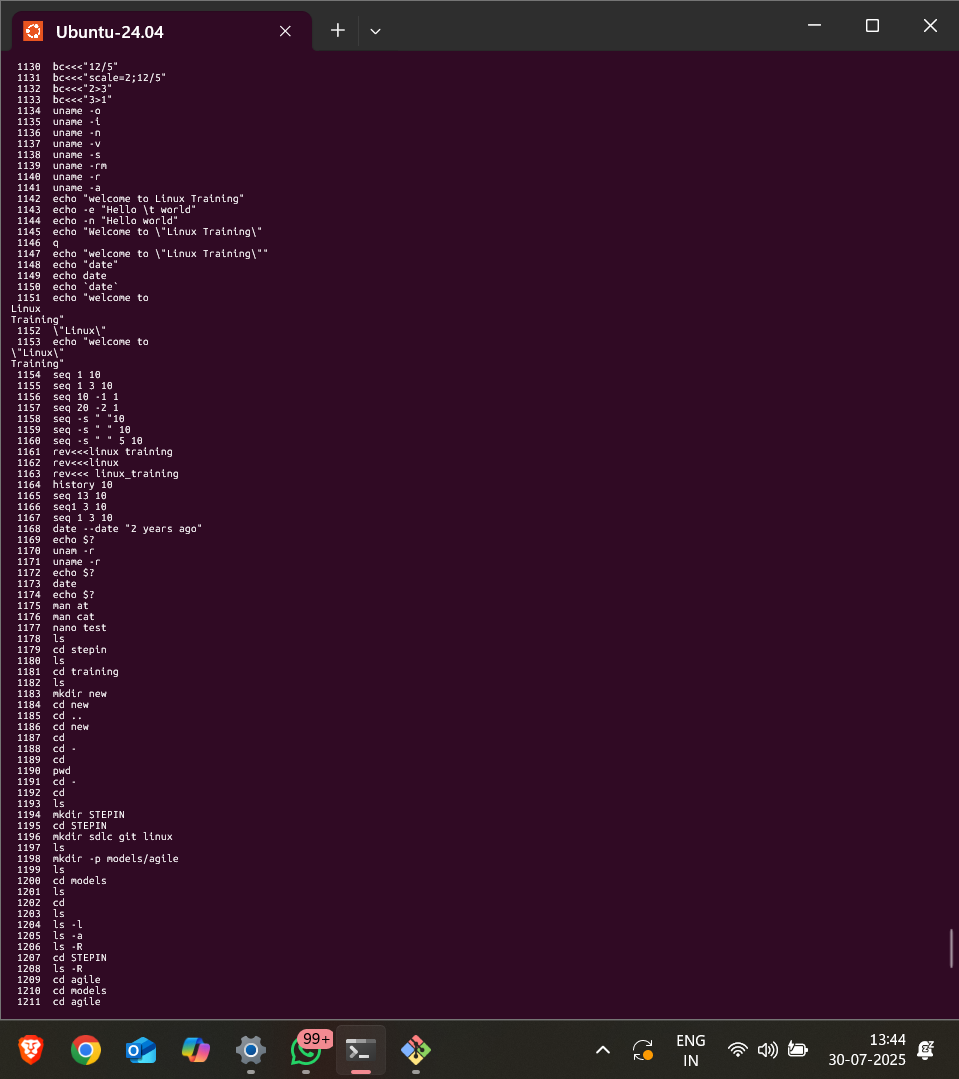 Ubuntu-24.04
1130 bc<<<"12/5"
1131 bc<<<"scale=2;12/5"
1132 bc<<<"2>3"
1133 bc<<<"3>1"
1134 uname -o
1135 uname -i
1136 uname -n
1137 uname -v
1138 uname -s
1139 uname -rm
1140 uname -r
1141 uname -a
1142 echo "welcome to Linux Training"
1143 echo -e "Hello \t world"
1144 echo -n "Hello world"
1145 echo "Welcome to \"Linux Training\"
1146 q
1147 echo "welcome to \"Linux Training\""
1148 echo "date"
1149 echo date
1150 echo `date`
1151 echo "welcome to
Linux
Training"
1152 \"Linux\"
1153 echo "welcome to
\"Linux\"
Training"
1154 seq 1 10
1155 seq 1 3 10
1156 seq 10 -1 1
1157 seq 20 -2 1
1158 seq -s " "10
1159 seq -s " " 10
1160 seq -s " " 5 10
1161 rev<<<linux training
1162 rev<<<linux
1163 rev<<< linux_training
1164 history 10
1165 seq 13 10
1166 seq1 3 10
1167 seq 1 3 10
1168 date --date "2 years ago"
1169 echo $?
1170 unam -r
1171 uname -r
1172 echo $?
1173 date
1174 echo $?
1175 man at
1176 man cat
1177 nano test
1178 ls
1179 cd stepin
1180 ls
1181 cd training
1182 ls
1183 mkdir new
1184 cd new
1185 cd ..
1186 cd new
1187 cd
1188 cd -
1189 cd
1190 pwd
1191 cd -
1192 cd
1193 ls
1194 mkdir STEPIN
1195 cd STEPIN
1196 mkdir sdlc git linux
1197 ls
1198 mkdir -p models/agile
1199 ls
1200 cd models
1201 ls
1202 cd
1203 ls
1204 ls -l
1205 ls -a
1206 ls -R
1207 cd STEPIN
1208 ls -R
1209 cd agile
1210 cd models
1211 cd agile
99+
ENG
IN
13:44
30-07-2025